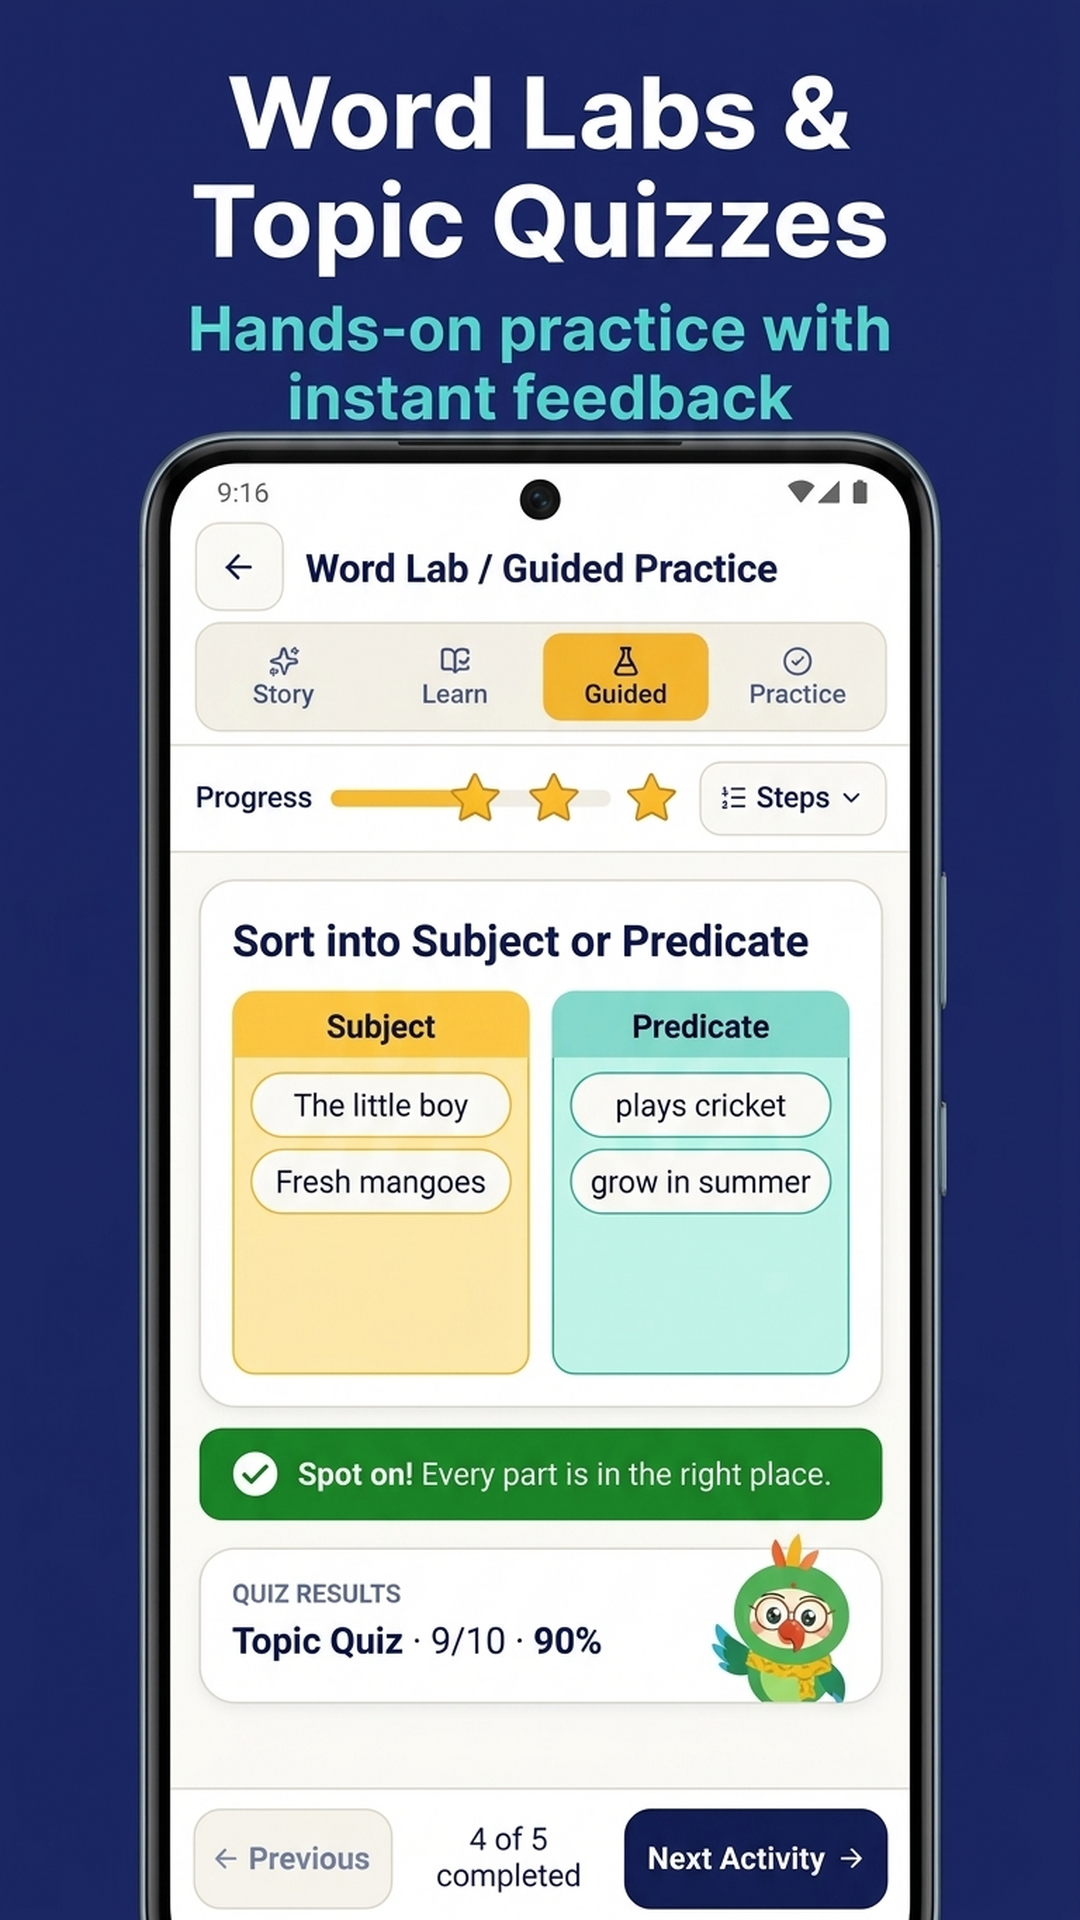 Word Labs &
Topic Quizzes
Hands-on practice with
instant feedback
9:16
Word Lab / Guided Practice
Story
Learn
Guided
Practice
Progress
Steps
Sort into Subject or Predicate
Subject
Predicate
The little boy
plays cricket
Fresh mangoes
grow in summer
Spot on! Every part is in the right place.
QUIZ RESULTS
Topic Quiz · 9/10 · 90%
← Previous
4 of 5
completed
Next Activity →